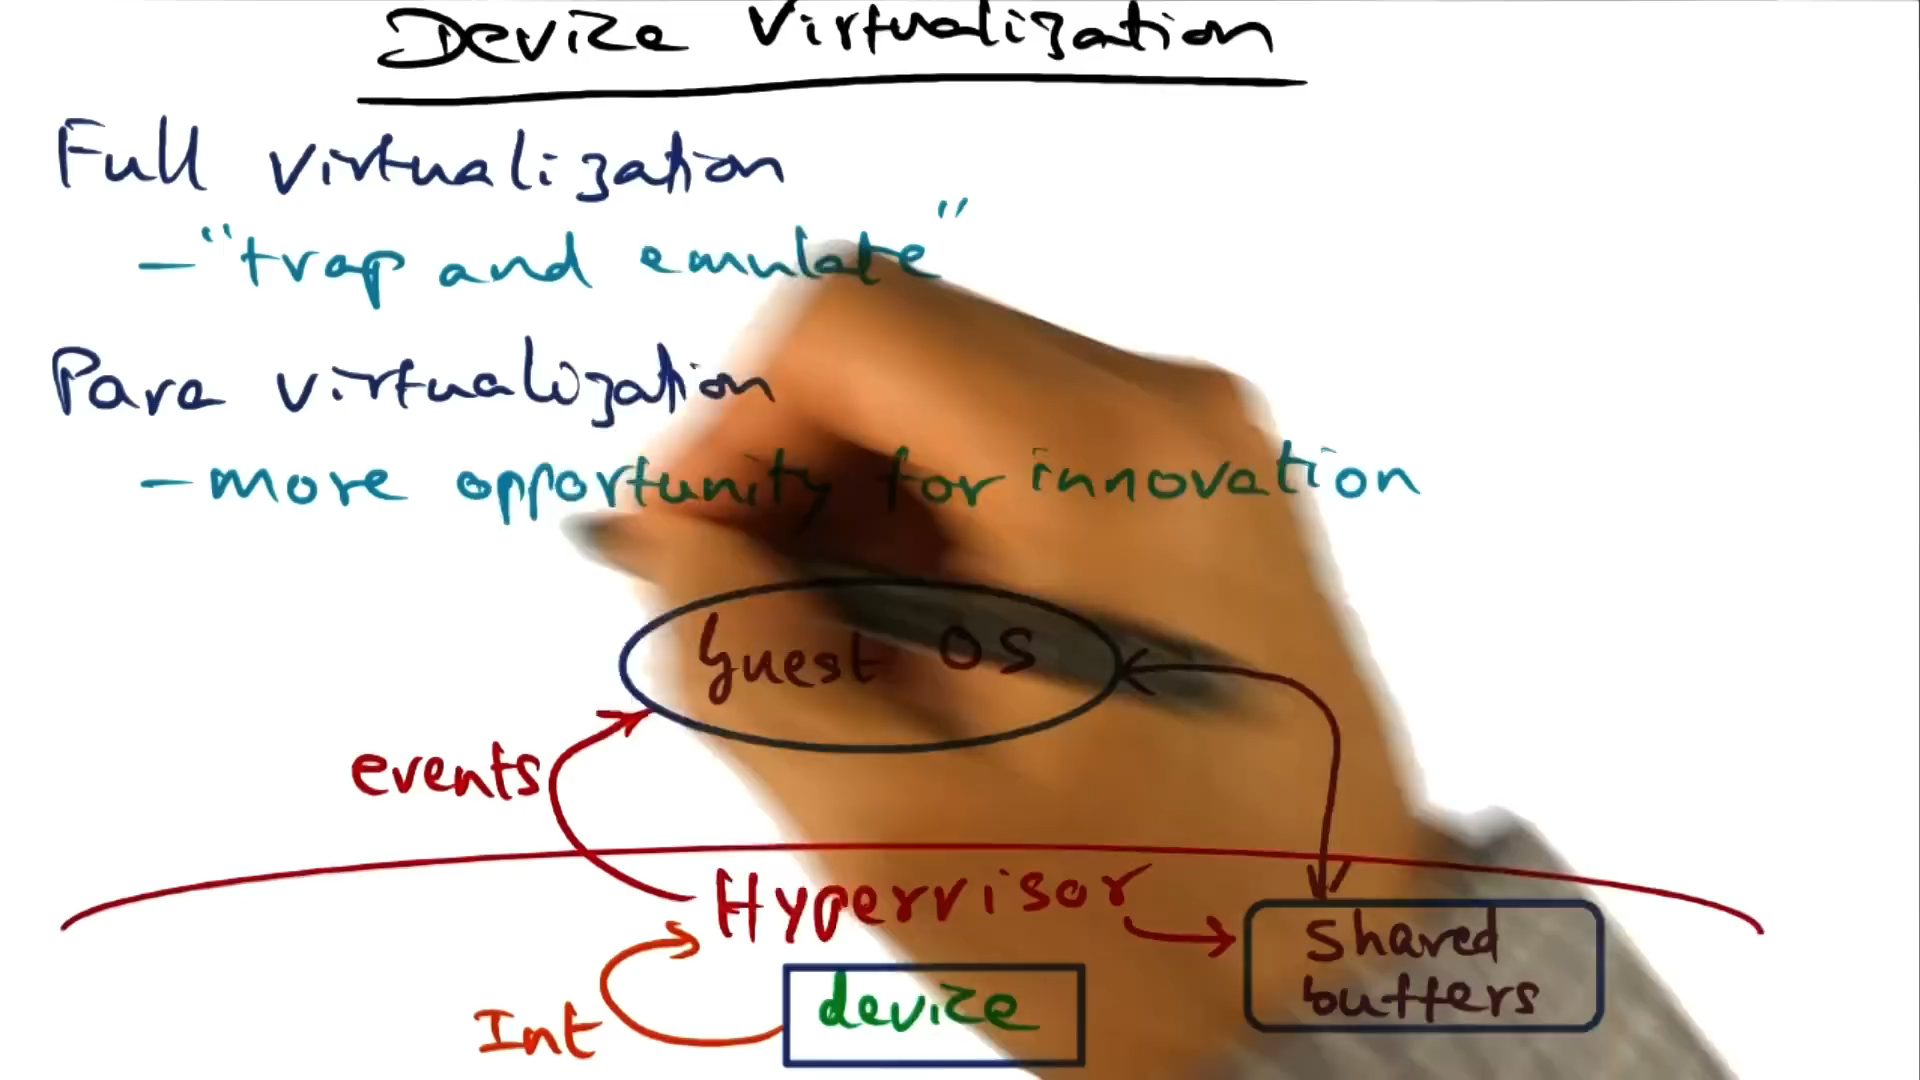 Device Virtualization
Full virtualization
- "trap and emulate"
Para virtualization
- more opportunity for innovation
Guest OS
events
Hypervisor
shared
buffers
device
Int